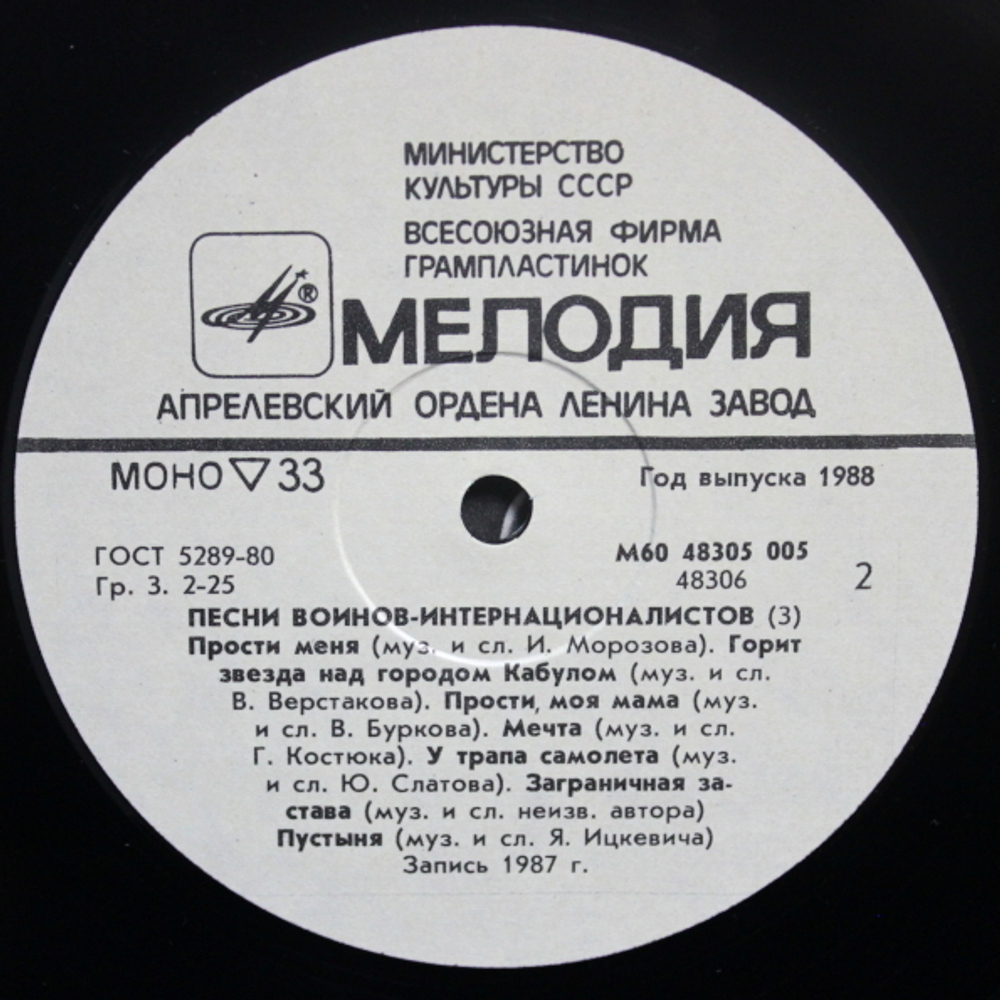 МИНИСТЕРСТВО
КУЛЬТУРЫ СССР
ВСЕСОЮЗНАЯ ФИРМА
ГРАМПЛАСТИНОК
®
МЕЛОДИЯ
АПРЕЛЕВСКИЙ ОРДЕНА ЛЕНИНА ЗАВОД
МОНО ▽ 33
Год выпуска 1988
ГОСТ 5289-80
Гр. 3. 2-25
М60 48305 005
48306
2
ПЕСНИ ВОИНОВ-ИНТЕРНАЦИОНАЛИСТОВ (3)
Прости меня (муз. и сл. И. Морозова). Горит
звезда над городом Кабулом (муз. и сл.
В. Верстакова). Прости, моя мама (муз.
и сл. В. Буркова). Мечта (муз. и сл.
Г. Костюка). У трапа самолета (муз.
и сл. Ю. Слатова). Заграничная за-
става (муз. и сл. неизв. автора)
Пустыня (муз. и сл. Я. Ицкевича)
Запись 1987 г.